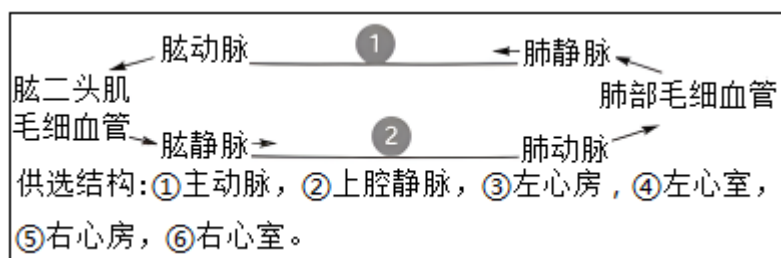 肱动脉 1 肺静脉
肱二头肌 肺部毛细血管
毛细血管
肱静脉 2 肺动脉
供选结构:①主动脉，②上腔静脉，③左心房，④左心室，
⑤右心房，⑥右心室。